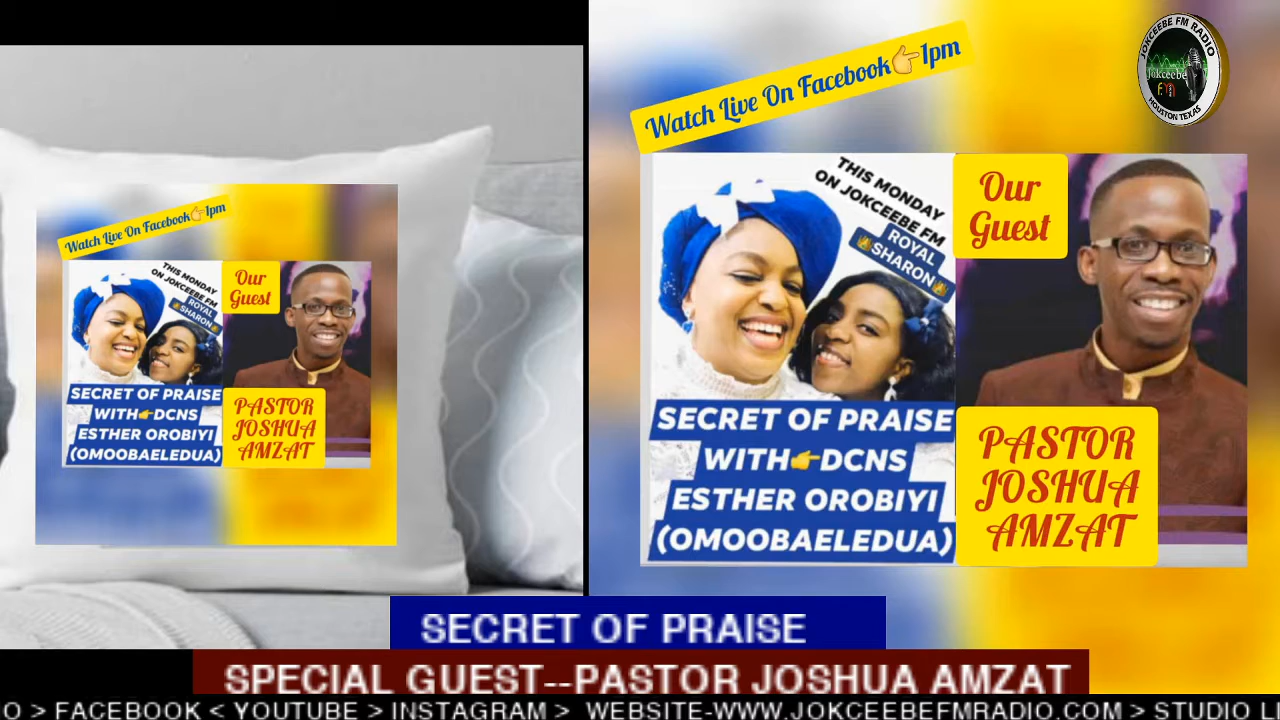 Watch Live On Facebook👉1pm
THIS MONDAY
ON JOKCEEBE FM
ROYAL
SHARON
Our
Guest
SECRET OF PRAISE
WITH👉DCNS
ESTHER OROBIYI
(OMOOBAELEDUA)
PASTOR
JOSHUA
AMZAT
Watch Live On Facebook👉1pm
JOKCEEBE FM RADIO
Jokceebe
FM
HOUSTON TEXAS
THIS MONDAY
ON JOKCEEBE FM
ROYAL
SHARON
Our
Guest
SECRET OF PRAISE
WITH👉DCNS
ESTHER OROBIYI
(OMOOBAELEDUA)
PASTOR
JOSHUA
AMZAT
SECRET OF PRAISE
SPECIAL GUEST--PASTOR JOSHUA AMZAT
O > FACEBOOK < YOUTUBE > INSTAGRAM > WEBSITE-WWW.JOKCEEBEFMRADIO.COM > STUDIO LI